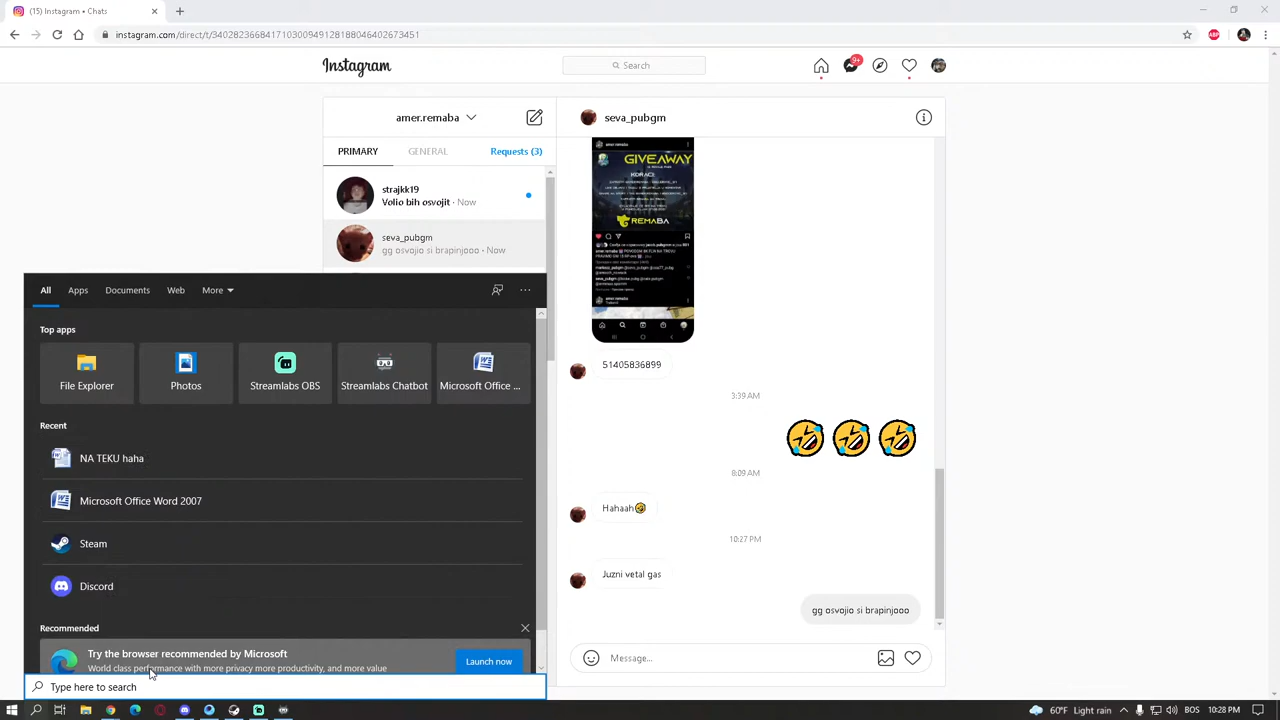 (15) Instagram • Chats
instagram.com/direct/t/340282366841710300949128188046402673451
ABP
Instagram
Search
9+
amer.remaba
seva_pubgm
PRIMARY
GENERAL
Requests (3)
Volio bih osvojit · Now
seva_pubgm
si brapinjooo · Now
GIVEAWAY
KORACI:
REMABA
51405836899
3:39 AM
8:09 AM
Hahaah🤣
10:27 PM
Juzni vetal gas
gg osvojio si brapinjooo
Message...
All
Apps
Documents
Web
More
Top apps
File Explorer
Photos
Streamlabs OBS
Streamlabs Chatbot
Microsoft Office ...
Recent
NA TEKU haha
Microsoft Office Word 2007
Steam
Discord
Recommended
Try the browser recommended by Microsoft
World class performance with more privacy more productivity, and more value
Launch now
Type here to search
60°F Light rain
BOS
10:28 PM